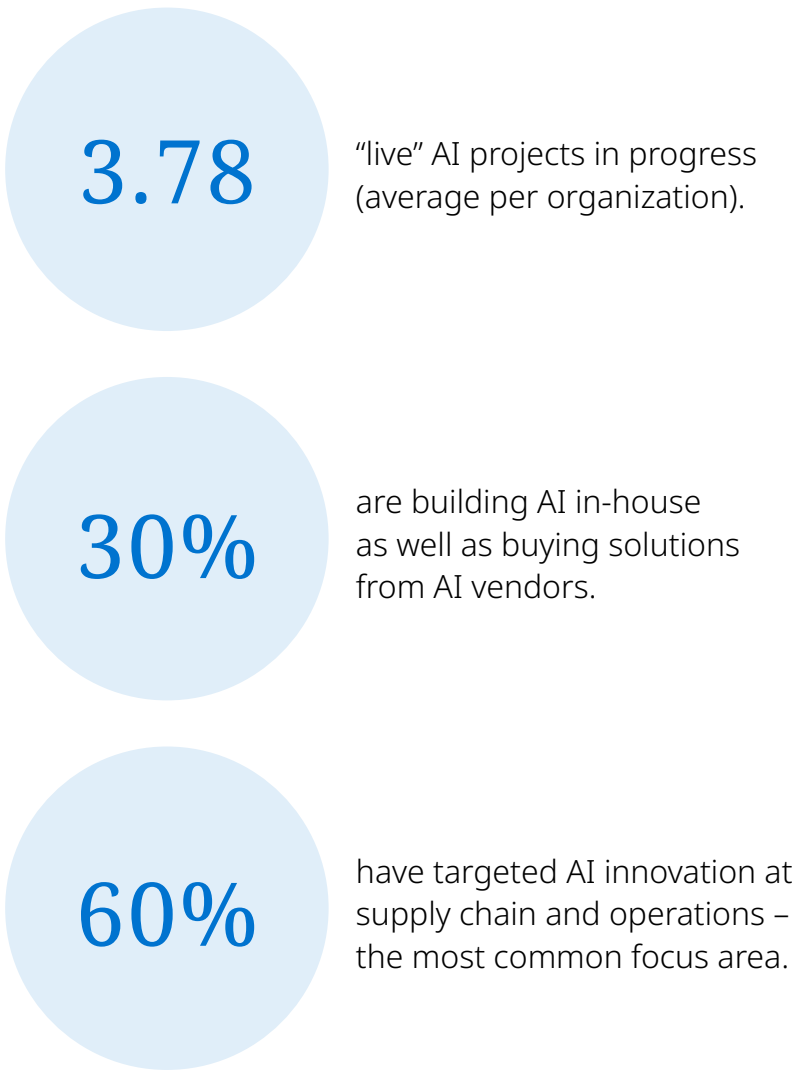 3.78
“live” AI projects in progress
(average per organization).
30%
are building AI in-house
as well as buying solutions
from AI vendors.
60%
have targeted AI innovation at
supply chain and operations –
the most common focus area.